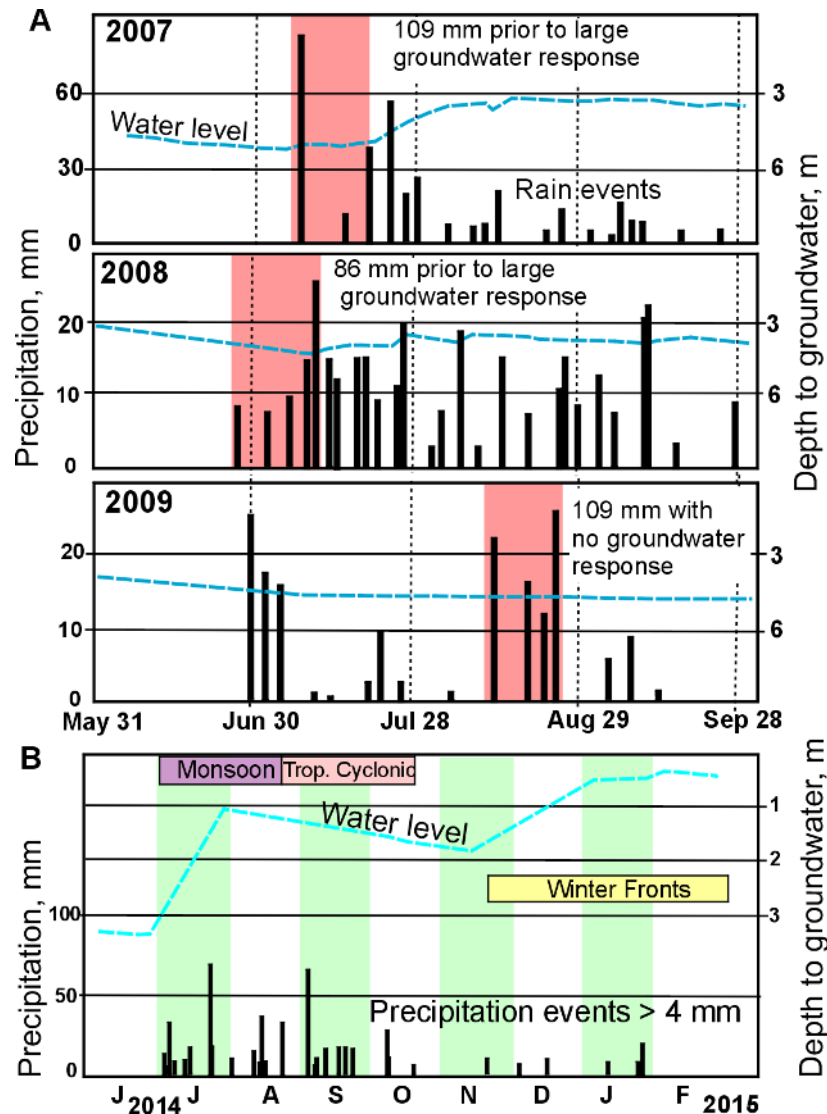 A
2007
109 mm prior to large
groundwater response
60
3
Water level
30
6
Rain events
0
2008
86 mm prior to large
groundwater response
20
3
10
6
0
2009
109 mm with
no groundwater
response
20
3
10
6
0
May 31 Jun 30 Jul 28 Aug 29 Sep 28
Precipitation, mm
Depth to groundwater, m
B
Monsoon
Trop. Cyclonic
Water level
1
2
Winter Fronts
100
3
50
Precipitation events > 4 mm
0
J J A S O N D J F
2014 2015
Precipitation, mm
Depth to groundwater, m